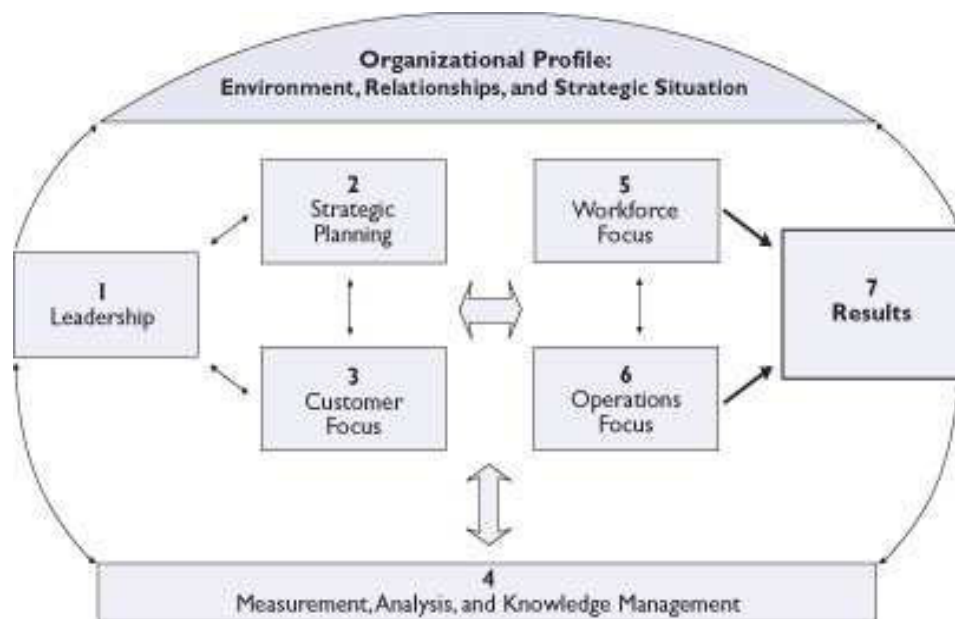 Organizational Profile:
Environment, Relationships, and Strategic Situation
2
Strategic
Planning
5
Workforce
Focus
1
Leadership
7
Results
3
Customer
Focus
6
Operations
Focus
4
Measurement, Analysis, and Knowledge Management